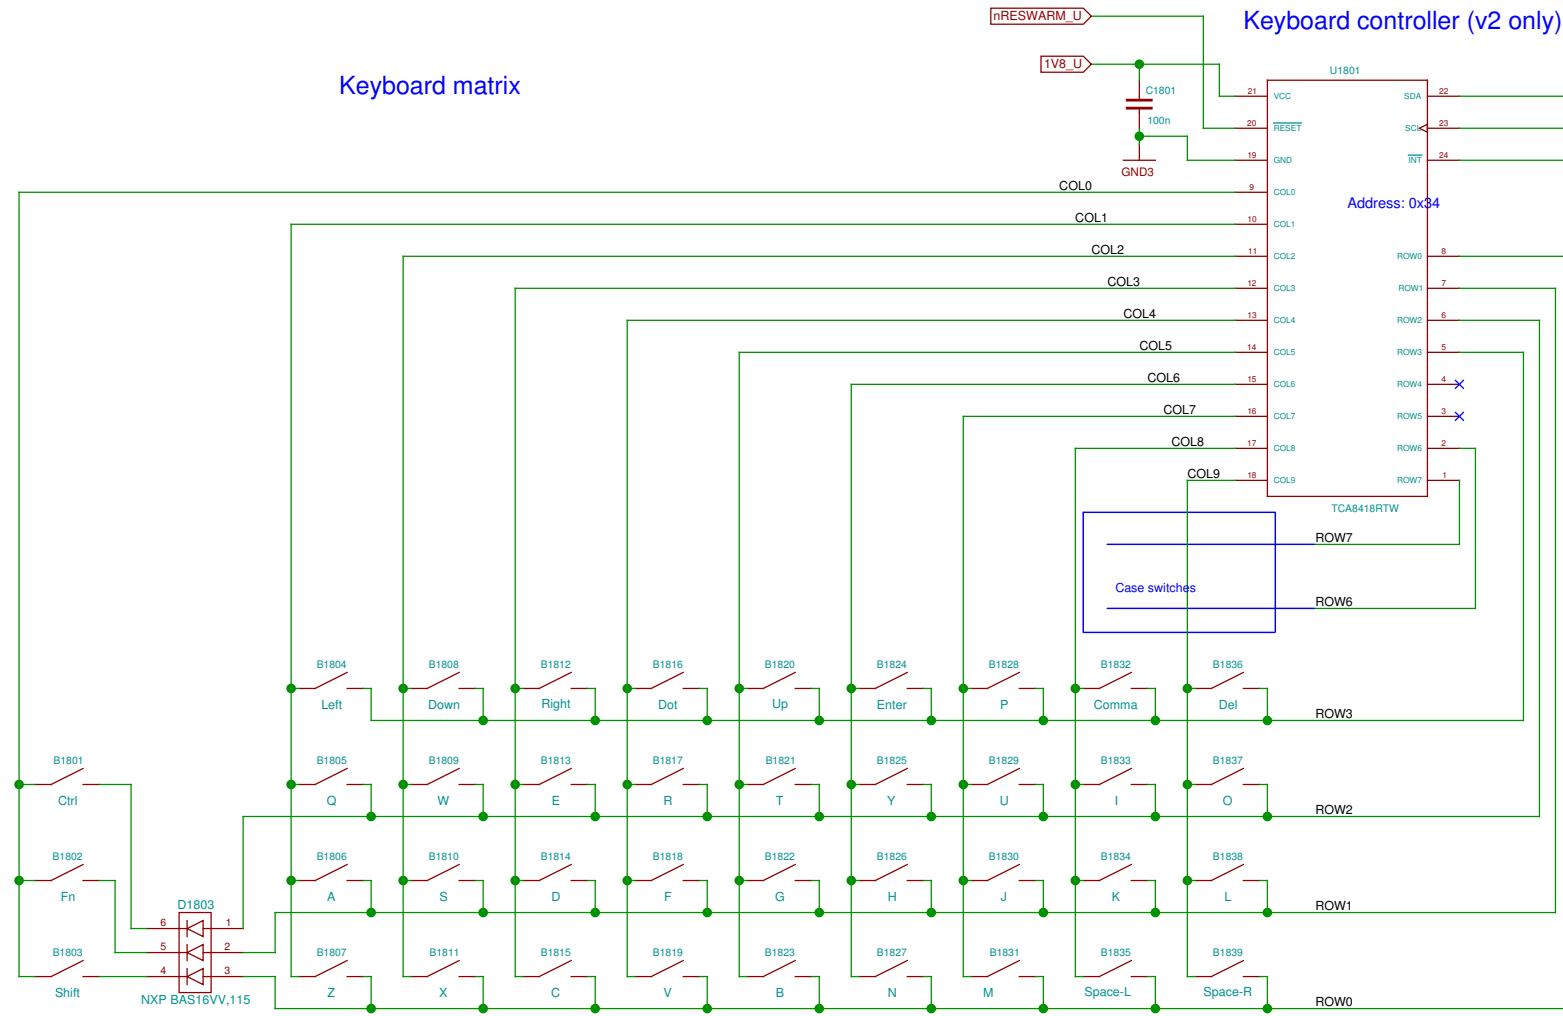 nRESWARM_U
Keyboard controller (v2 only)
1V8_U
U1801
Keyboard matrix
C1801
100n
GND3
21 VCC SDA 22
20 RESET SCL 23
19 GND INT 24
COL0 9 COL0
Address: 0x34
COL1 10 COL1
COL2 11 COL2 ROW0 8
COL3 12 COL3 ROW1 7
COL4 13 COL4 ROW2 6
COL5 14 COL5 ROW3 5
COL6 15 COL6 ROW4 4
COL7 16 COL7 ROW5 3
COL8 17 COL8 ROW6 2
COL9 18 COL9 ROW7 1
TCA8418RTW
ROW7
Case switches
ROW6
B1804 B1808 B1812 B1816 B1820 B1824 B1828 B1832 B1836
Left Down Right Dot Up Enter P Comma Del
ROW3
B1801 B1805 B1809 B1813 B1817 B1821 B1825 B1829 B1833 B1837
Ctrl Q W E R T Y U I O
ROW2
B1802 B1806 B1810 B1814 B1818 B1822 B1826 B1830 B1834 B1838
Fn A S D F G H J K L
D1803
ROW1
6 1
5 2
4 3
B1803 B1807 B1811 B1815 B1819 B1823 B1827 B1831 B1835 B1839
Shift Z X C V B N M Space-L Space-R
NXP BAS16VV,115
ROW0